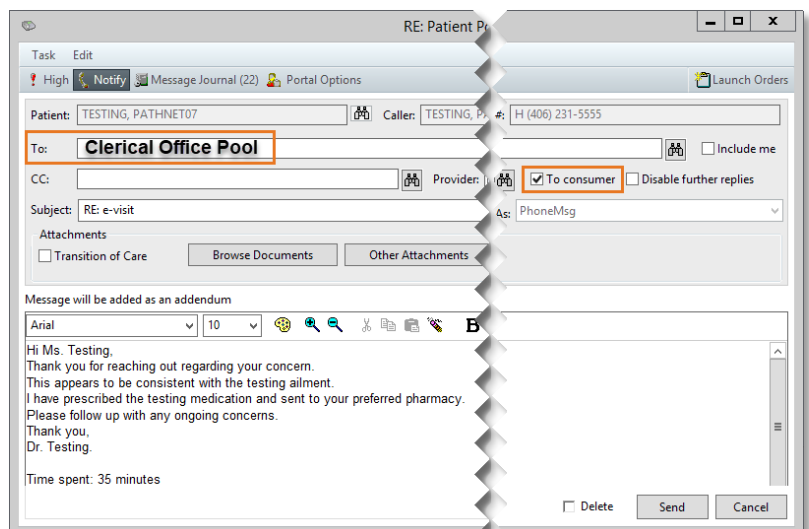 RE: Patient P
Task Edit
High Notify Message Journal (22) Portal Options Launch Orders
Patient: TESTING, PATHNET07 Caller: TESTING, PA #: H (406) 231-5555
To: Clerical Office Pool Include me
CC: Provider: To consumer Disable further replies
Subject: RE: e-visit As: PhoneMsg
Attachments
Transition of Care Browse Documents Other Attachments
Message will be added as an addendum
Arial 10 B
Hi Ms. Testing,
Thank you for reaching out regarding your concern.
This appears to be consistent with the testing ailment.
I have prescribed the testing medication and sent to your preferred pharmacy.
Please follow up with any ongoing concerns.
Thank you,
Dr. Testing.
Time spent: 35 minutes
Delete Send Cancel